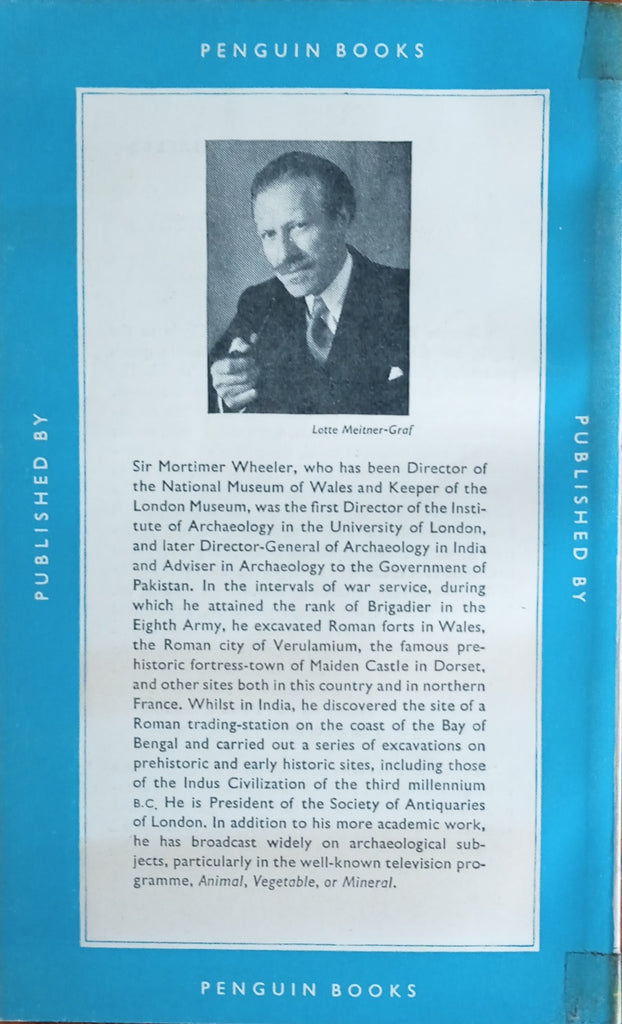 PENGUIN BOOKS
PUBLISHED BY
Lotte Meitner-Graf
Sir Mortimer Wheeler, who has been Director of
the National Museum of Wales and Keeper of the
London Museum, was the first Director of the Insti-
tute of Archaeology in the University of London,
and later Director-General of Archaeology in India
and Adviser in Archaeology to the Government of
Pakistan. In the intervals of war service, during
which he attained the rank of Brigadier in the
Eighth Army, he excavated Roman forts in Wales,
the Roman city of Verulamium, the famous pre-
historic fortress-town of Maiden Castle in Dorset,
and other sites both in this country and in northern
France. Whilst in India, he discovered the site of a
Roman trading-station on the coast of the Bay of
Bengal and carried out a series of excavations on
prehistoric and early historic sites, including those
of the Indus Civilization of the third millennium
B.C. He is President of the Society of Antiquaries
of London. In addition to his more academic work,
he has broadcast widely on archaeological sub-
jects, particularly in the well-known television pro-
gramme, Animal, Vegetable, or Mineral.
PUBLISHED BY
PENGUIN BOOKS